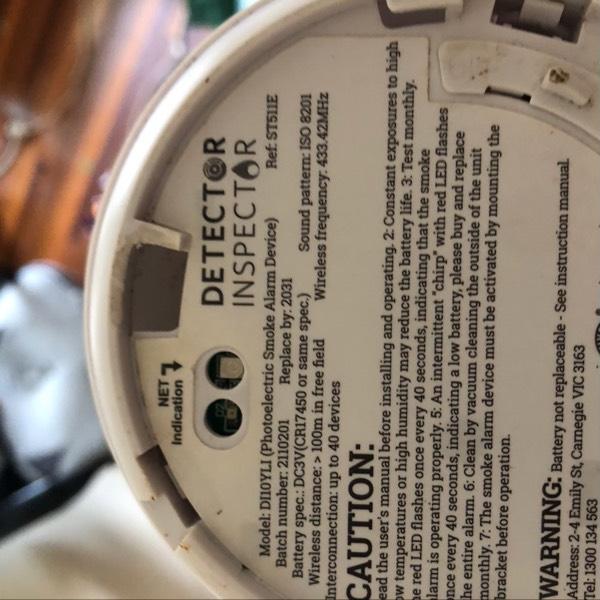 DETECTOR
INSPECTOR
NET
Indication
Model: DI10YLI (Photoelectric Smoke Alarm Device) Ref: ST511E
Batch number: 2110201 Replace by: 2031
Battery spec.: DC3V(CR17450 or same spec.) Sound pattern: ISO 8201
Wireless distance: > 100m in free field Wireless frequency: 433.42MHz
Interconnection: up to 40 devices
CAUTION:
ead the user's manual before installing and operating. 2: Constant exposures to high
ow temperatures or high humidity may reduce the battery life. 3: Test monthly.
he red LED flashes once every 40 seconds, indicating that the smoke
larm is operating properly. 5: An intermittent "chirp" with red LED flashes
once every 40 seconds, indicating a low battery, please buy and replace
he entire alarm. 6: Clean by vacuum cleaning the outside of the unit
monthly. 7: The smoke alarm device must be activated by mounting the
bracket before operation.
WARNING: Battery not replaceable - See instruction manual.
Address: 2-4 Emily St, Carnegie VIC 3163
Tel: 1300 134 563